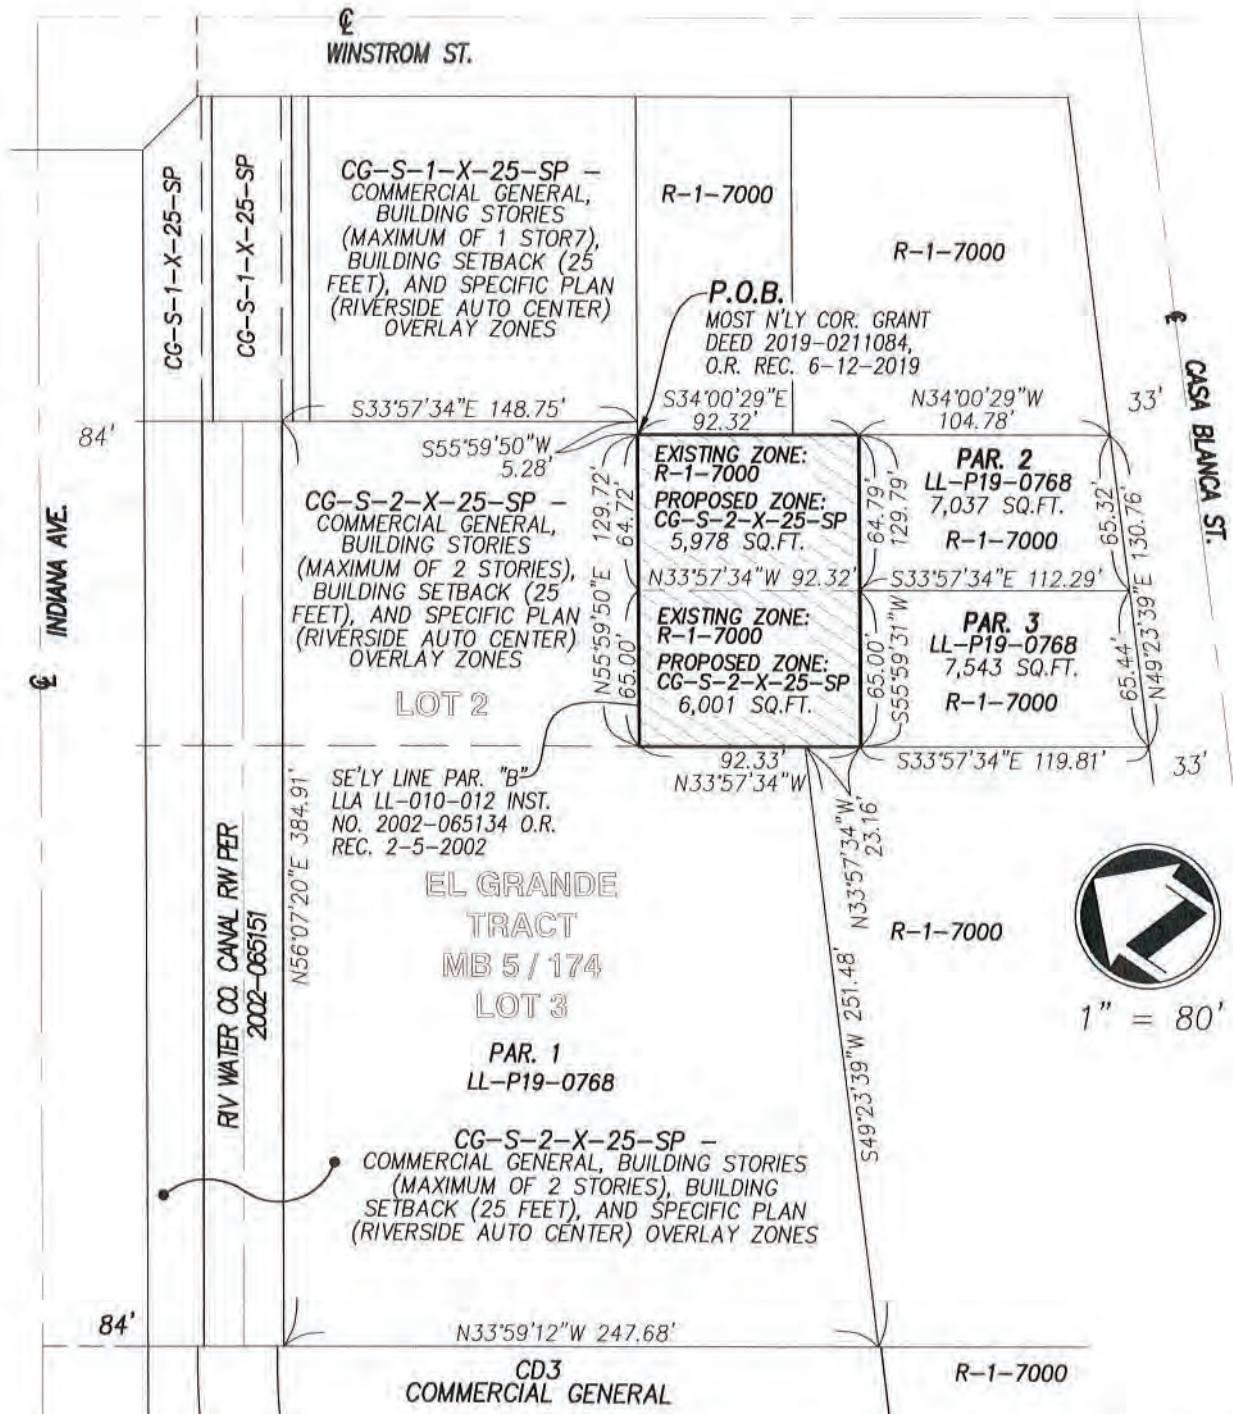 ℄
WINSTROM ST.
CG-S-1-X-25-SP
CG-S-1-X-25-SP
CG-S-1-X-25-SP -
COMMERCIAL GENERAL,
BUILDING STORIES
(MAXIMUM OF 1 STOR7),
BUILDING SETBACK (25
FEET), AND SPECIFIC PLAN
(RIVERSIDE AUTO CENTER)
OVERLAY ZONES
R-1-7000
R-1-7000
P.O.B.
MOST N'LY COR. GRANT
DEED 2019-0211084,
O.R. REC. 6-12-2019
℄
CASA BLANCA ST.
33'
S33°57'34"E 148.75'
S34°00'29"E
92.32'
N34°00'29"W
104.78'
84'
S55°59'50"W,
5.28'
℄ INDIANA AVE.
CG-S-2-X-25-SP -
COMMERCIAL GENERAL,
BUILDING STORIES
(MAXIMUM OF 2 STORIES),
BUILDING SETBACK (25
FEET), AND SPECIFIC PLAN
(RIVERSIDE AUTO CENTER)
OVERLAY ZONES
LOT 2
N55°59'50"E 129.72'
64.72'
65.00'
EXISTING ZONE:
R-1-7000
PROPOSED ZONE:
CG-S-2-X-25-SP
5,978 SQ.FT.
N33°57'34"W 92.32'
EXISTING ZONE:
R-1-7000
PROPOSED ZONE:
CG-S-2-X-25-SP
6,001 SQ.FT.
64.79'
129.79'
65.00'
S55°59'31"W
PAR. 2
LL-P19-0768
7,037 SQ.FT.
R-1-7000
S33°57'34"E 112.29'
PAR. 3
LL-P19-0768
7,543 SQ.FT.
R-1-7000
65.32'
65.44'
N49°23'39"E 130.76'
92.33'
N33°57'34"W
S33°57'34"E 119.81'
33'
SE'LY LINE PAR. "B"
LLA LL-010-012 INST.
NO. 2002-065134 O.R.
REC. 2-5-2002
N33°57'34"W
23.16'
N56°07'20"E 384.91'
RIV WATER CO. CANAL RW PER
2002-065151
EL GRANDE
TRACT
MB 5 / 174
LOT 3
PAR. 1
LL-P19-0768
S49°23'39"W 251.48'
R-1-7000
1" = 80'
CG-S-2-X-25-SP -
COMMERCIAL GENERAL, BUILDING STORIES
(MAXIMUM OF 2 STORIES), BUILDING
SETBACK (25 FEET), AND SPECIFIC PLAN
(RIVERSIDE AUTO CENTER) OVERLAY ZONES
84'
N33°59'12"W 247.68'
CD3
COMMERCIAL GENERAL
R-1-7000